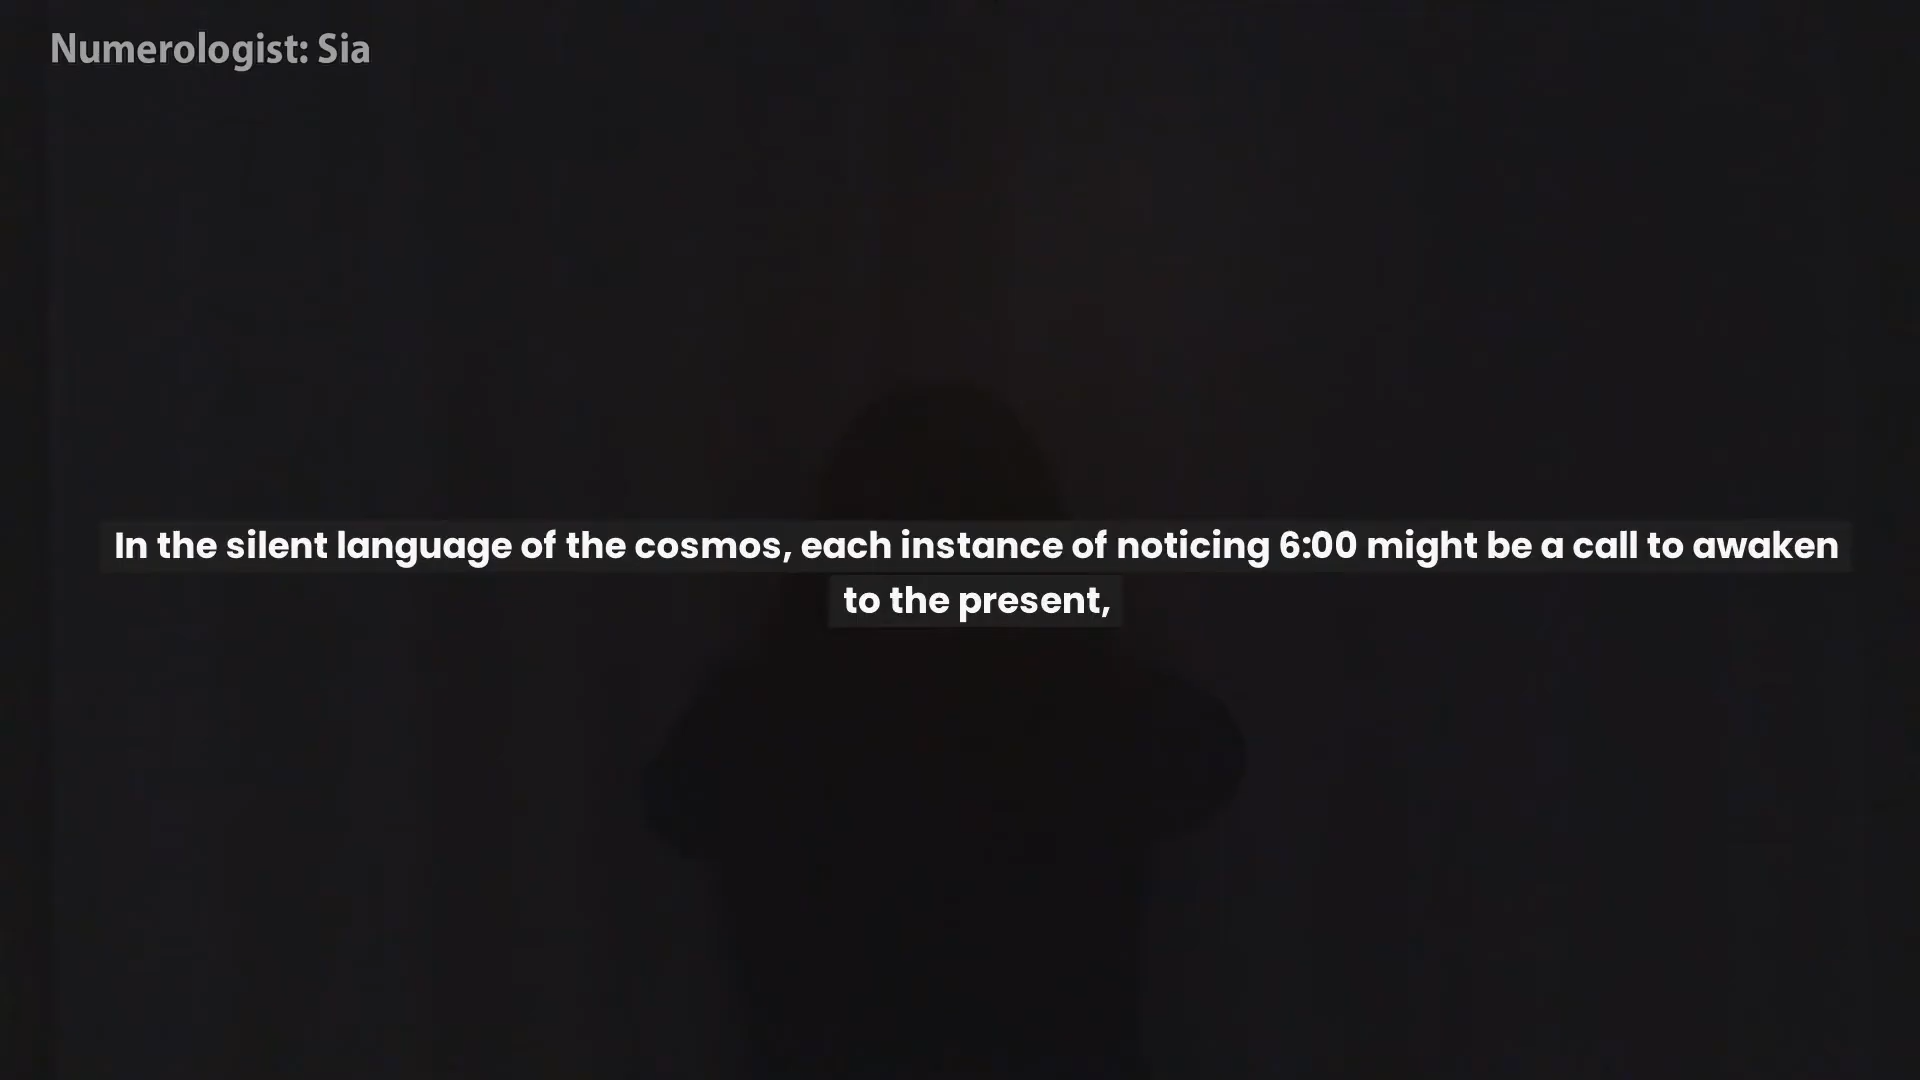 Numerologist: Sia
In the silent language of the cosmos, each instance of noticing 6:00 might be a call to awaken
to the present,